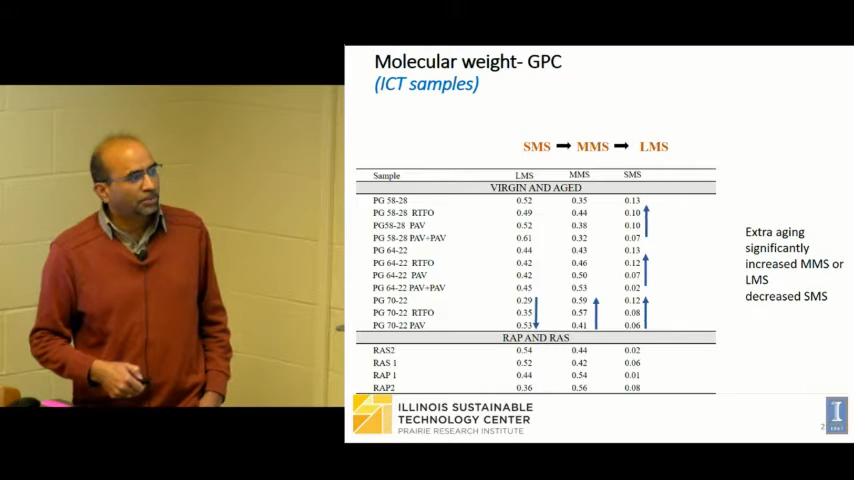 Molecular weight- GPC
(ICT samples)
SMS → MMS → LMS
Sample LMS MMS SMS
VIRGIN AND AGED
PG 58-28 0.52 0.35 0.13
PG 58-28 RTFO 0.49 0.44 0.10
PG58-28 PAV 0.52 0.38 0.10
PG 58-28 PAV+PAV 0.61 0.32 0.07
PG 64-22 0.44 0.43 0.13
PG 64-22 RTFO 0.42 0.46 0.12
PG 64-22 PAV 0.42 0.50 0.07
PG 64-22 PAV+PAV 0.45 0.53 0.02
PG 70-22 0.29 0.59 0.12
PG 70-22 RTFO 0.35 0.57 0.08
PG 70-22 PAV 0.53 0.41 0.06
RAP AND RAS
RAS2 0.54 0.44 0.02
RAS 1 0.52 0.42 0.06
RAP 1 0.44 0.54 0.01
RAP2 0.36 0.56 0.08
Extra aging
significantly
increased MMS or
LMS
decreased SMS
ILLINOIS SUSTAINABLE
TECHNOLOGY CENTER
PRAIRIE RESEARCH INSTITUTE
I